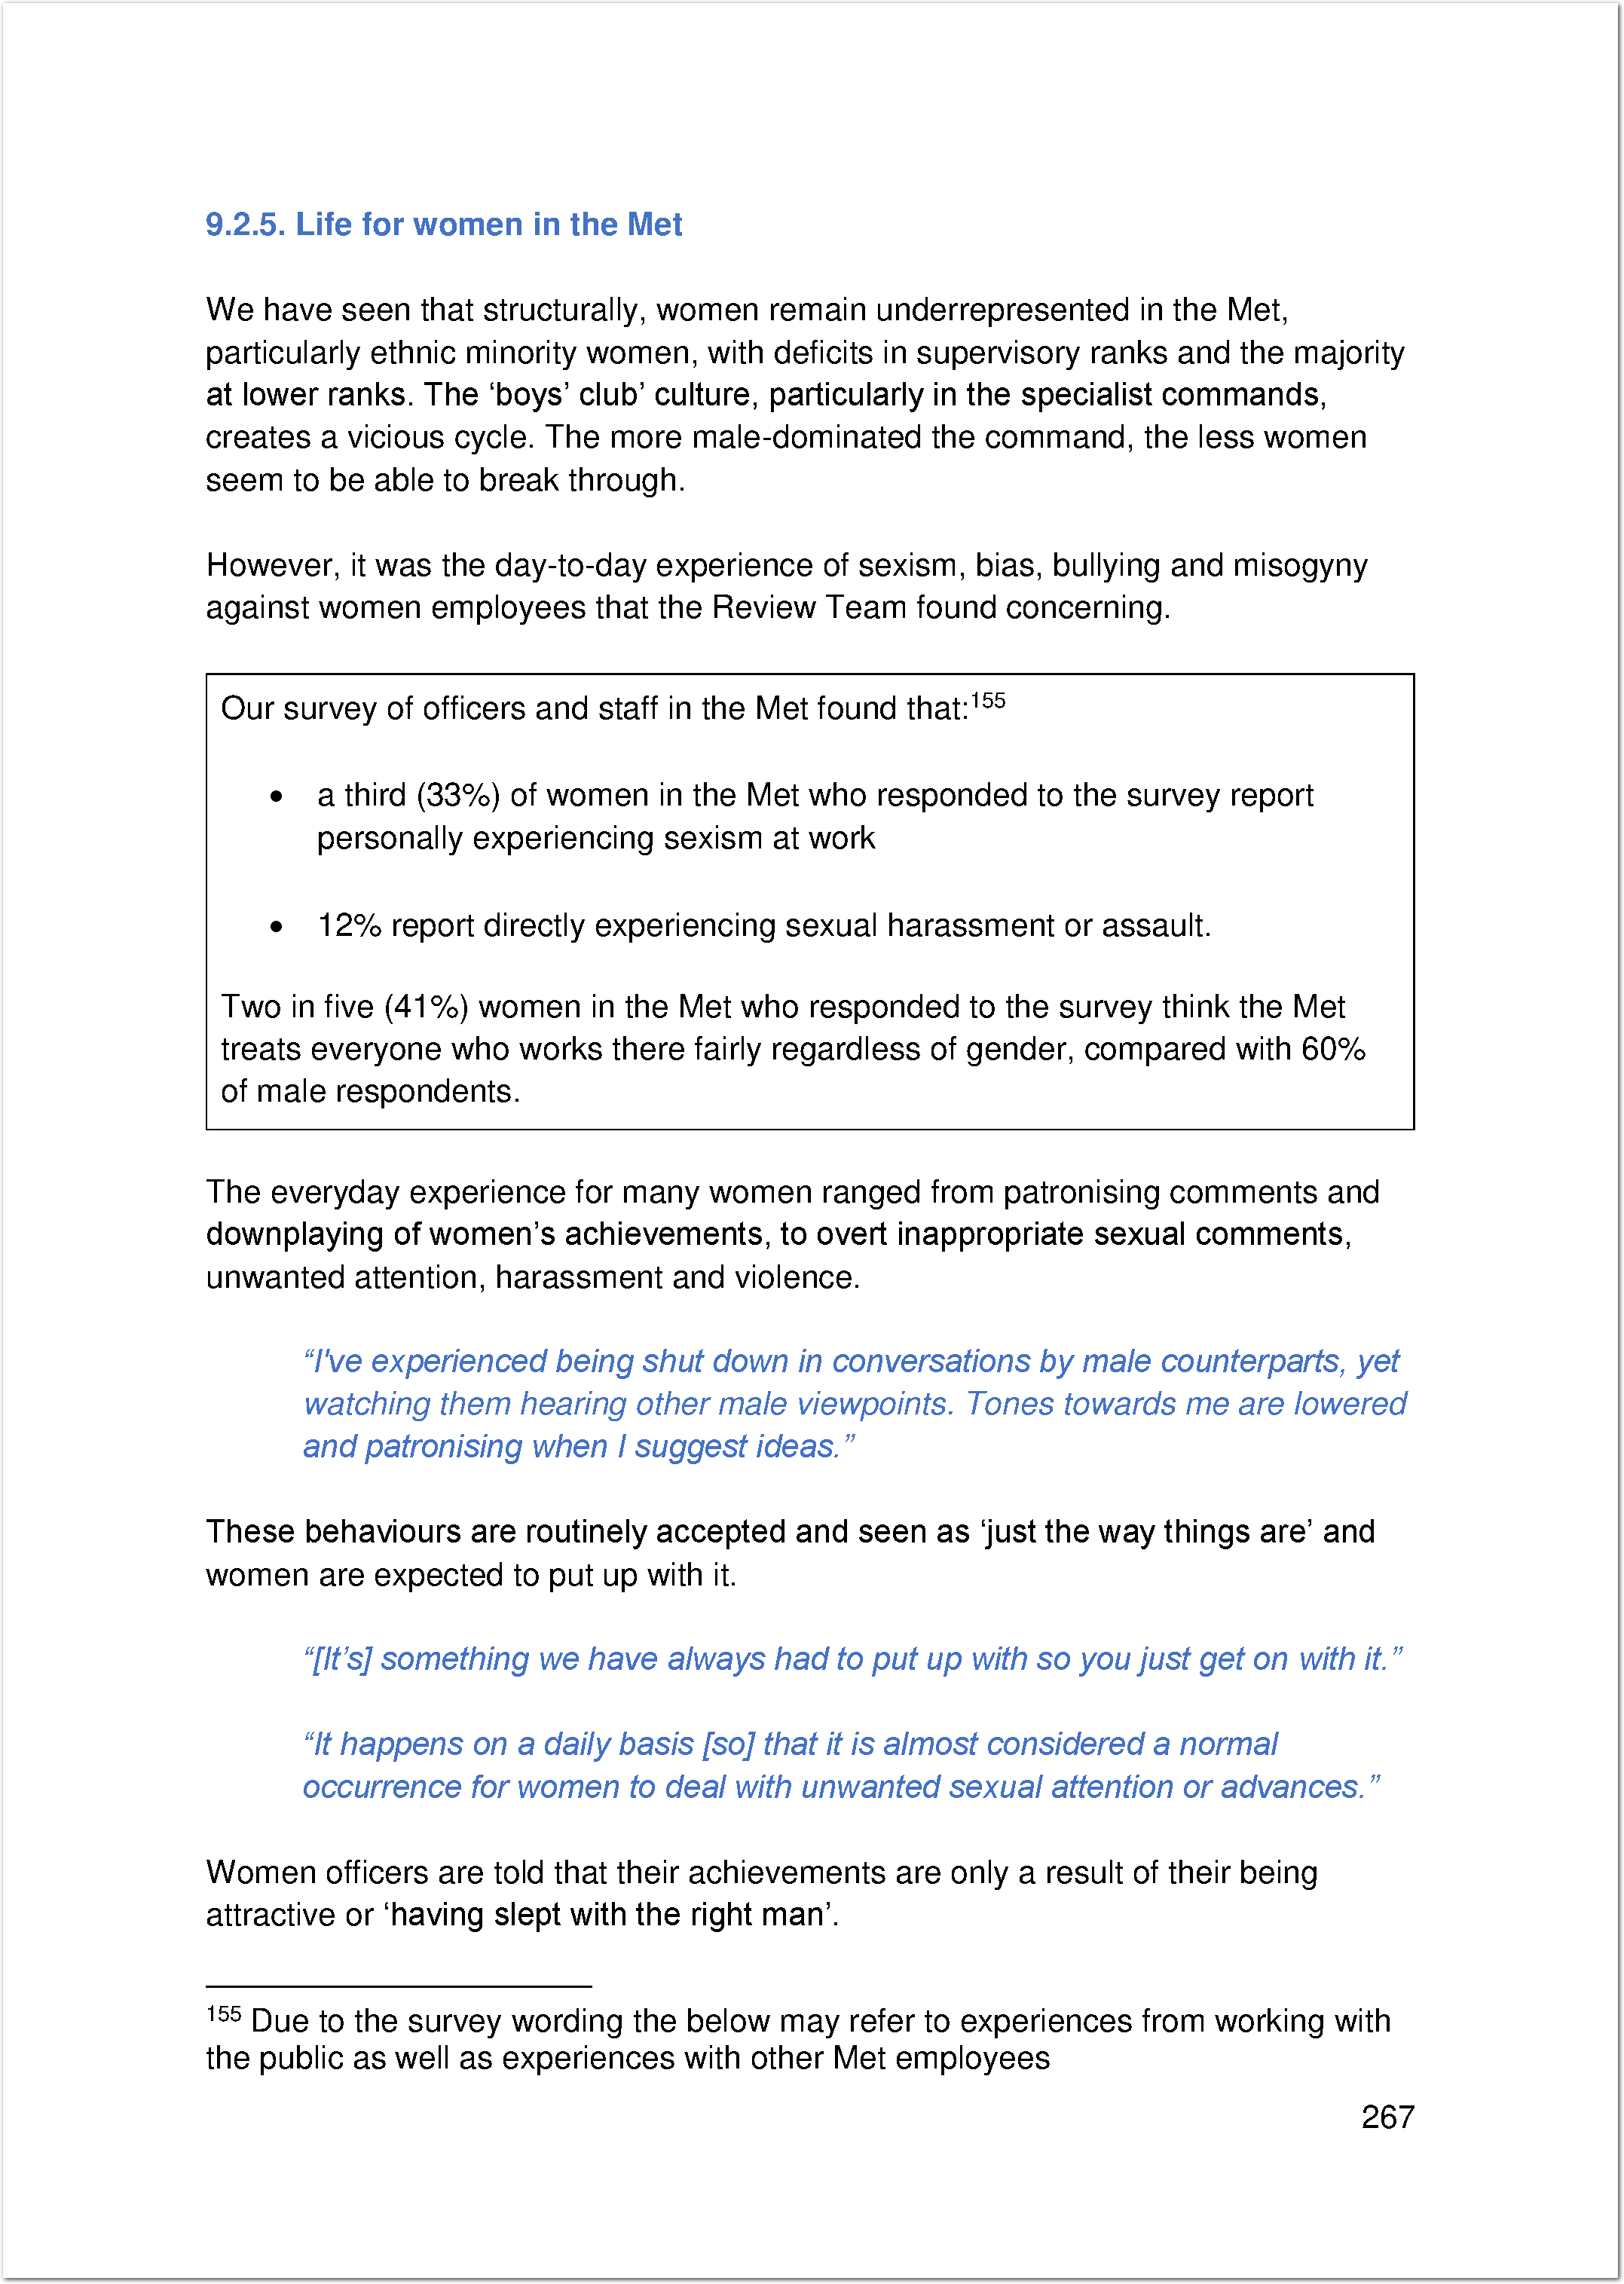 9.2.5. Life for women in the Met
We have seen that structurally, women remain underrepresented in the Met,
particularly ethnic minority women, with deficits in supervisory ranks and the majority
at lower ranks. The ‘boys’ club’ culture, particularly in the specialist commands,
creates a vicious cycle. The more male-dominated the command, the less women
seem to be able to break through.
However, it was the day-to-day experience of sexism, bias, bullying and misogyny
against women employees that the Review Team found concerning.
Our survey of officers and staff in the Met found that:155
• a third (33%) of women in the Met who responded to the survey report
personally experiencing sexism at work
• 12% report directly experiencing sexual harassment or assault.
Two in five (41%) women in the Met who responded to the survey think the Met
treats everyone who works there fairly regardless of gender, compared with 60%
of male respondents.
The everyday experience for many women ranged from patronising comments and
downplaying of women’s achievements, to overt inappropriate sexual comments,
unwanted attention, harassment and violence.
“I've experienced being shut down in conversations by male counterparts, yet
watching them hearing other male viewpoints. Tones towards me are lowered
and patronising when I suggest ideas.”
These behaviours are routinely accepted and seen as ‘just the way things are’ and
women are expected to put up with it.
“[It’s] something we have always had to put up with so you just get on with it.”
“It happens on a daily basis [so] that it is almost considered a normal
occurrence for women to deal with unwanted sexual attention or advances.”
Women officers are told that their achievements are only a result of their being
attractive or ‘having slept with the right man’.
155 Due to the survey wording the below may refer to experiences from working with
the public as well as experiences with other Met employees
267